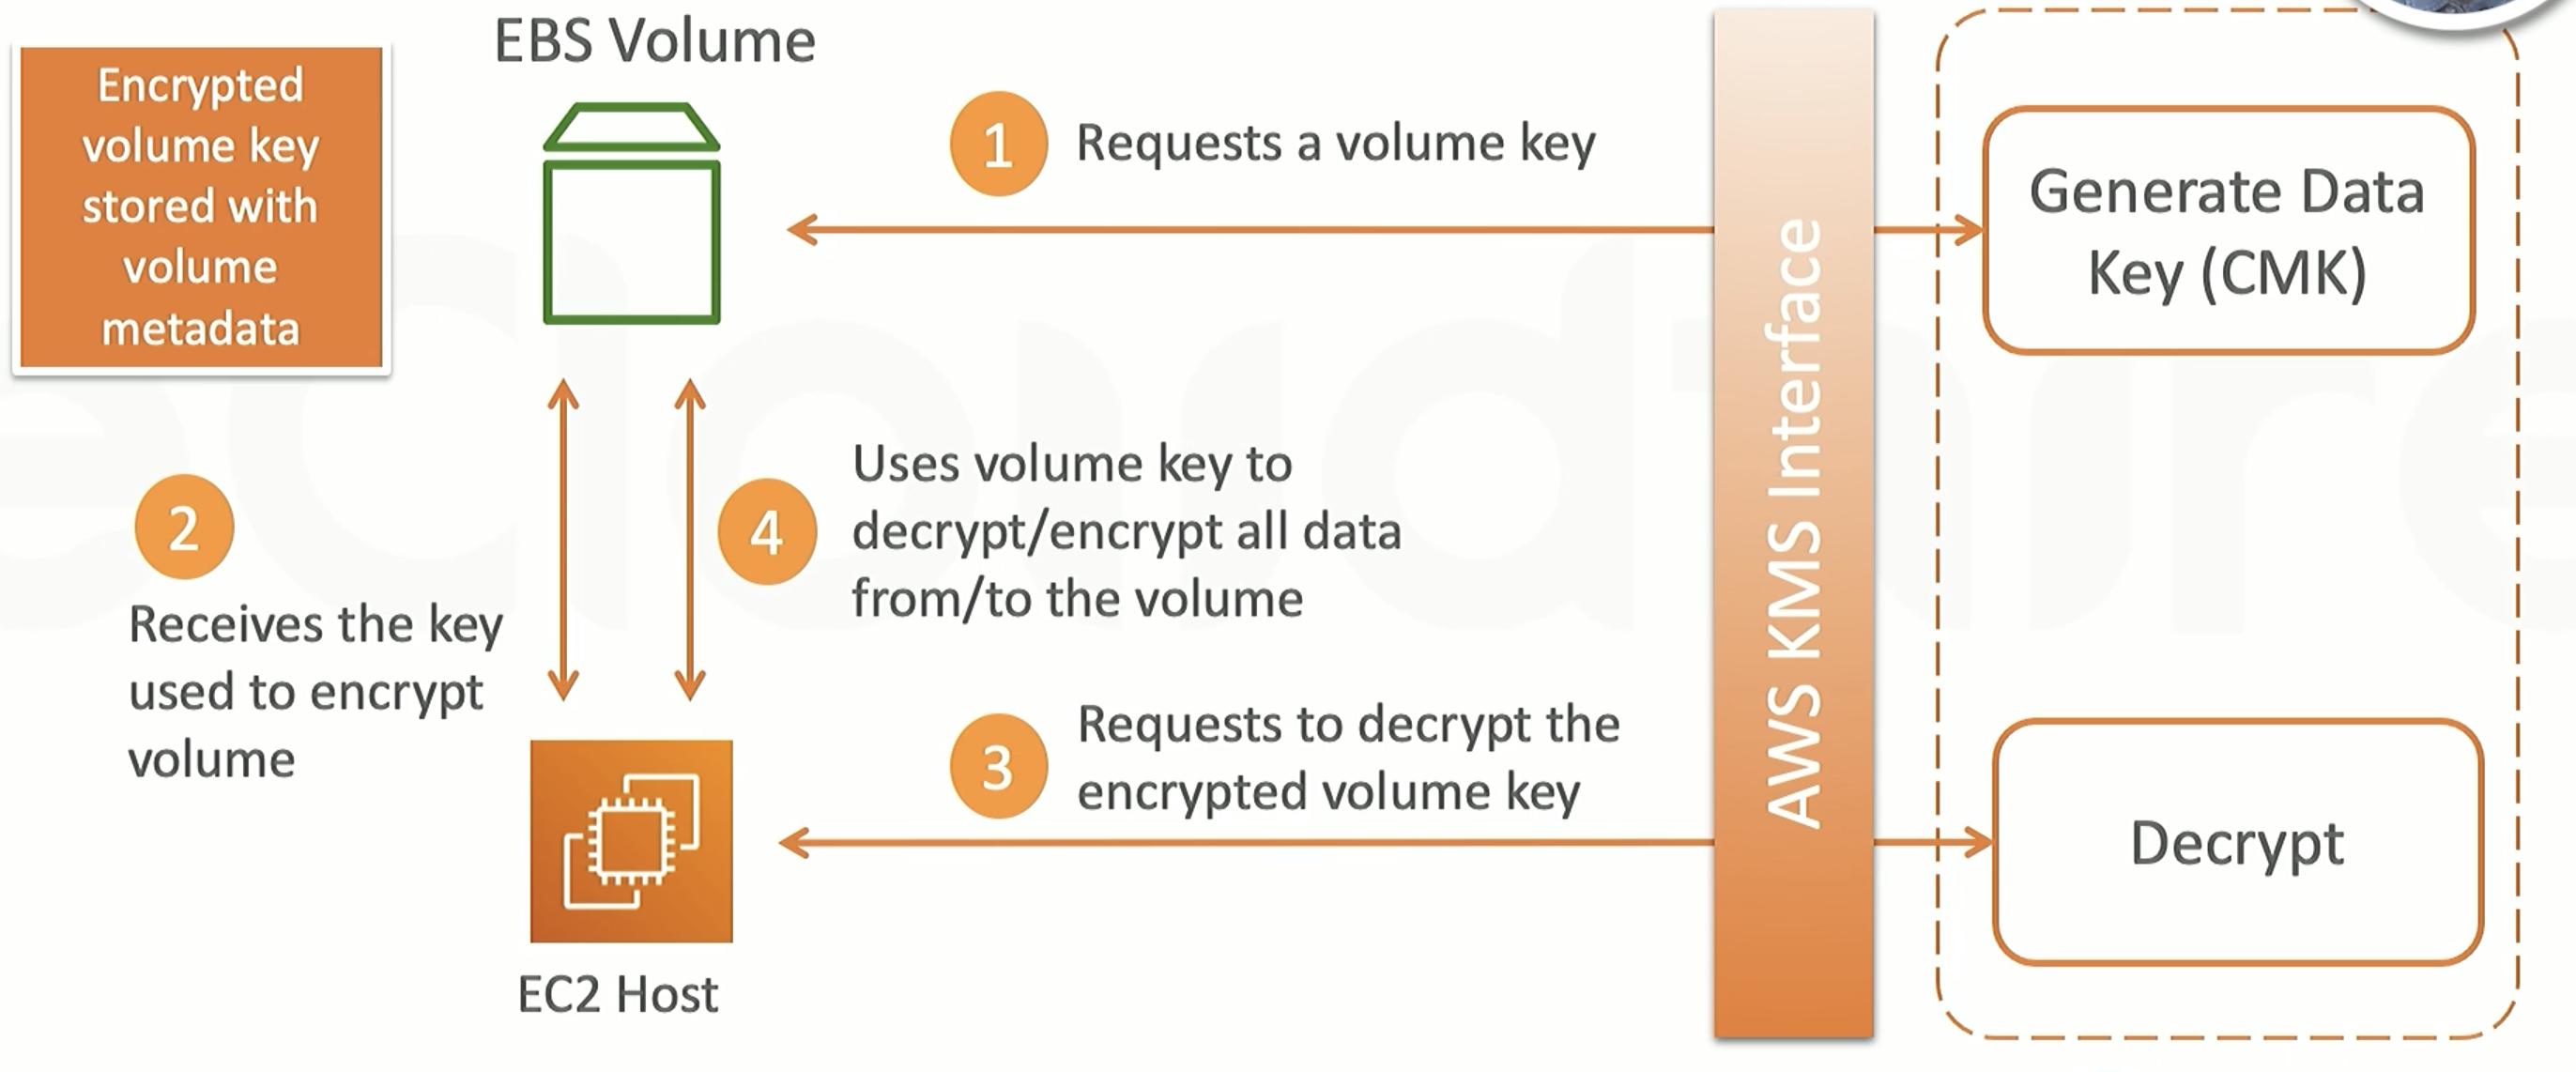 EBS Volume
Encrypted
volume key
stored with
volume
metadata
1
Requests a volume key
Generate Data
Key (CMK)
AWS KMS Interface
2
Receives the key
used to encrypt
volume
4
Uses volume key to
decrypt/encrypt all data
from/to the volume
3
Requests to decrypt the
encrypted volume key
Decrypt
EC2 Host